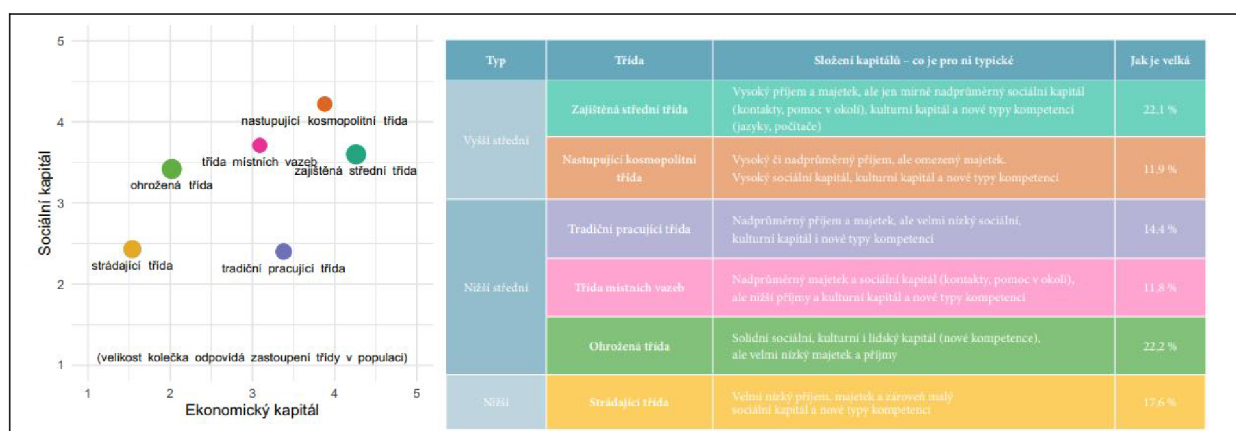 5
4
3
2
1
Sociální kapitál
nastupující kosmopolitní třída
třída místních vazeb
zajištěná střední třída
ohrožená třída
strádající třída
tradiční pracující třída
(velikost kolečka odpovídá zastoupení třídy v populaci)
1 2 3 4 5
Ekonomický kapitál
Typ Třída Složení kapitálů – co je pro ni typické Jak je velká
Vyšší střední
Zajištěná střední třída
Vysoký příjem a majetek, ale jen mírně nadprůměrný sociální kapitál
(kontakty, pomoc v okolí), kulturní kapitál a nové typy kompetencí
(jazyky, počítače)
22,1 %
Nastupující kosmopolitní
třída
Vysoký či nadprůměrný příjem, ale omezený majetek.
Vysoký sociální kapitál, kulturní kapitál a nové typy kompetencí
11,9 %
Nižší střední
Tradiční pracující třída
Nadprůměrný příjem a majetek, ale velmi nízký sociální,
kulturní kapitál i nové typy kompetencí
14,4 %
Třída místních vazeb
Nadprůměrný majetek a sociální kapitál (kontakty, pomoc v okolí),
ale nižší příjmy a kulturní kapitál a nové typy kompetencí
11,8 %
Ohrožená třída
Solidní sociální, kulturní i lidský kapitál (nové kompetence),
ale velmi nízký majetek a příjmy
22,2 %
Nižší
Strádající třída
Velmi nízký příjem, majetek a zároveň malý
sociální kapitál a nové typy kompetencí
17,6 %